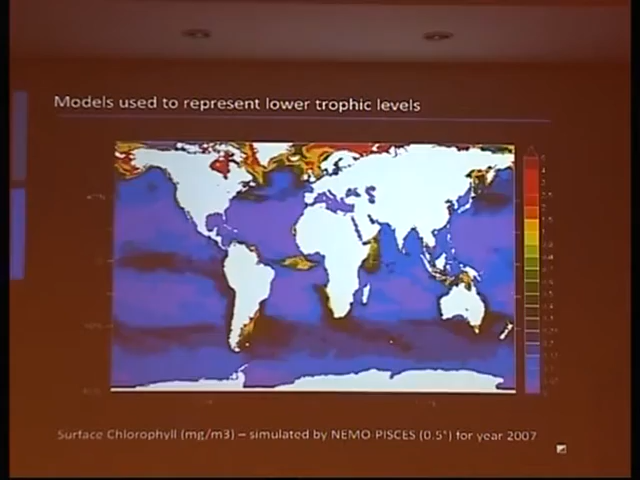 Models used to represent lower trophic levels
Surface Chlorophyll (mg/m3) – simulated by NEMO-PISCES (0.5°) for year 2007